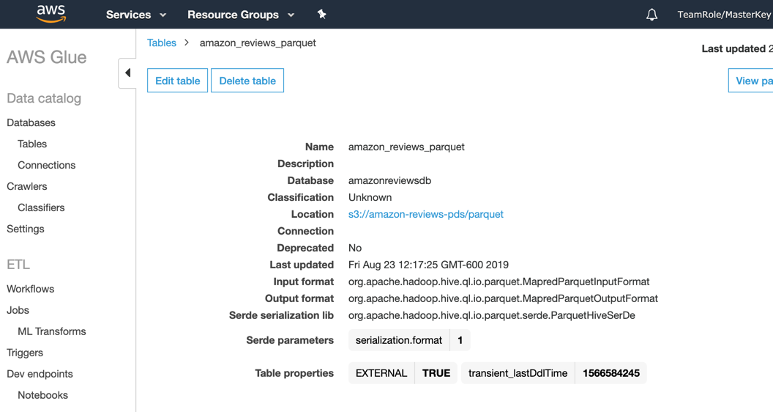 aws Services Resource Groups TeamRole/MasterKey
Tables > amazon_reviews_parquet
Last updated 2
AWS Glue
Edit table Delete table View pa
Data catalog
Databases
Tables
Connections
Crawlers
Classifiers
Settings
ETL
Workflows
Jobs
ML Transforms
Triggers
Dev endpoints
Notebooks
Name amazon_reviews_parquet
Description
Database amazonreviewsdb
Classification Unknown
Location s3://amazon-reviews-pds/parquet
Connection
Deprecated No
Last updated Fri Aug 23 12:17:25 GMT-600 2019
Input format org.apache.hadoop.hive.ql.io.parquet.MapredParquetInputFormat
Output format org.apache.hadoop.hive.ql.io.parquet.MapredParquetOutputFormat
Serde serialization lib org.apache.hadoop.hive.ql.io.parquet.serde.ParquetHiveSerDe
Serde parameters serialization.format 1
Table properties EXTERNAL TRUE transient_lastDdlTime 1566584245